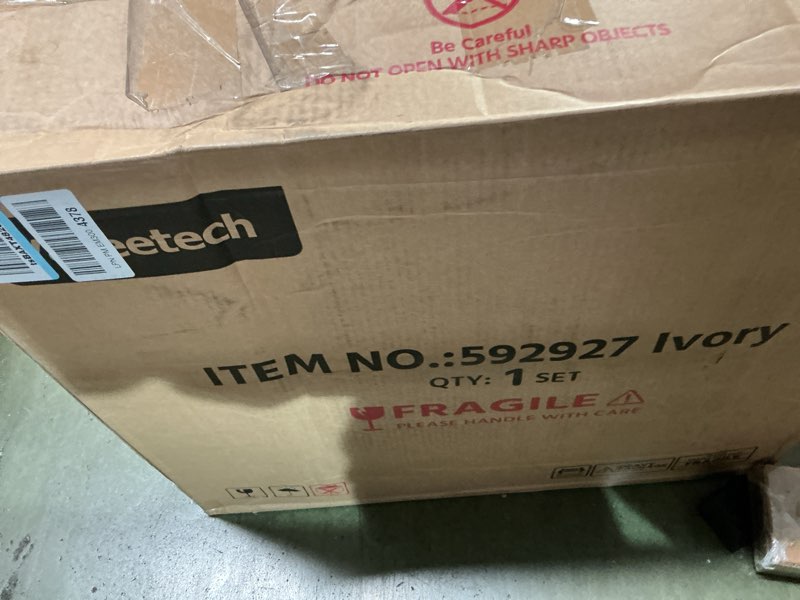 Be Careful
DO NOT OPEN WITH SHARP OBJECTS
eetech
4378
ITEM NO.:592927 Ivory
QTY: 1 SET
FRAGILE
PLEASE HANDLE WITH CARE